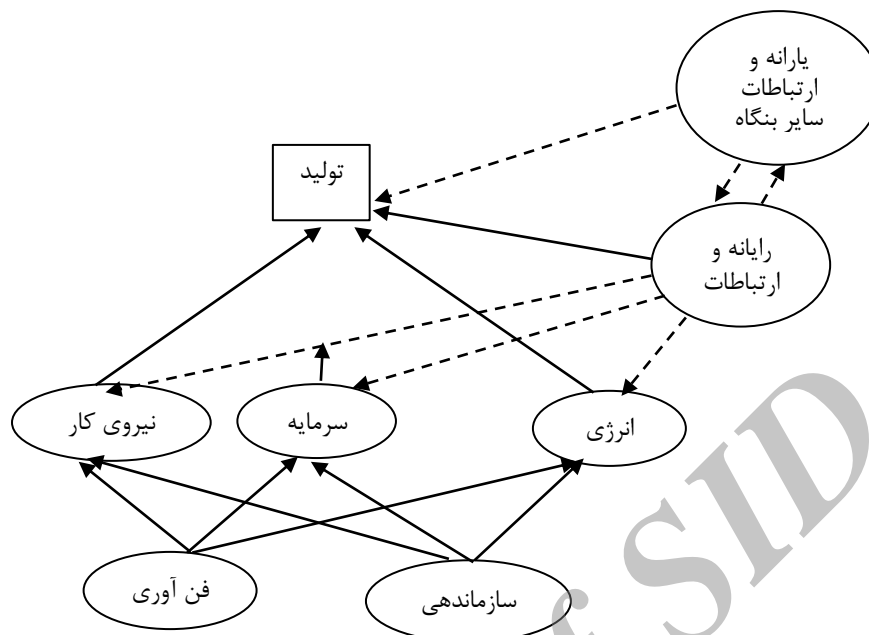 یارانه و
ارتباطات
سایر بنگاه
تولید
رایانه و
ارتباطات
نیروی کار
سرمایه
انرژی
فن آوری
سازماندهی
f SID